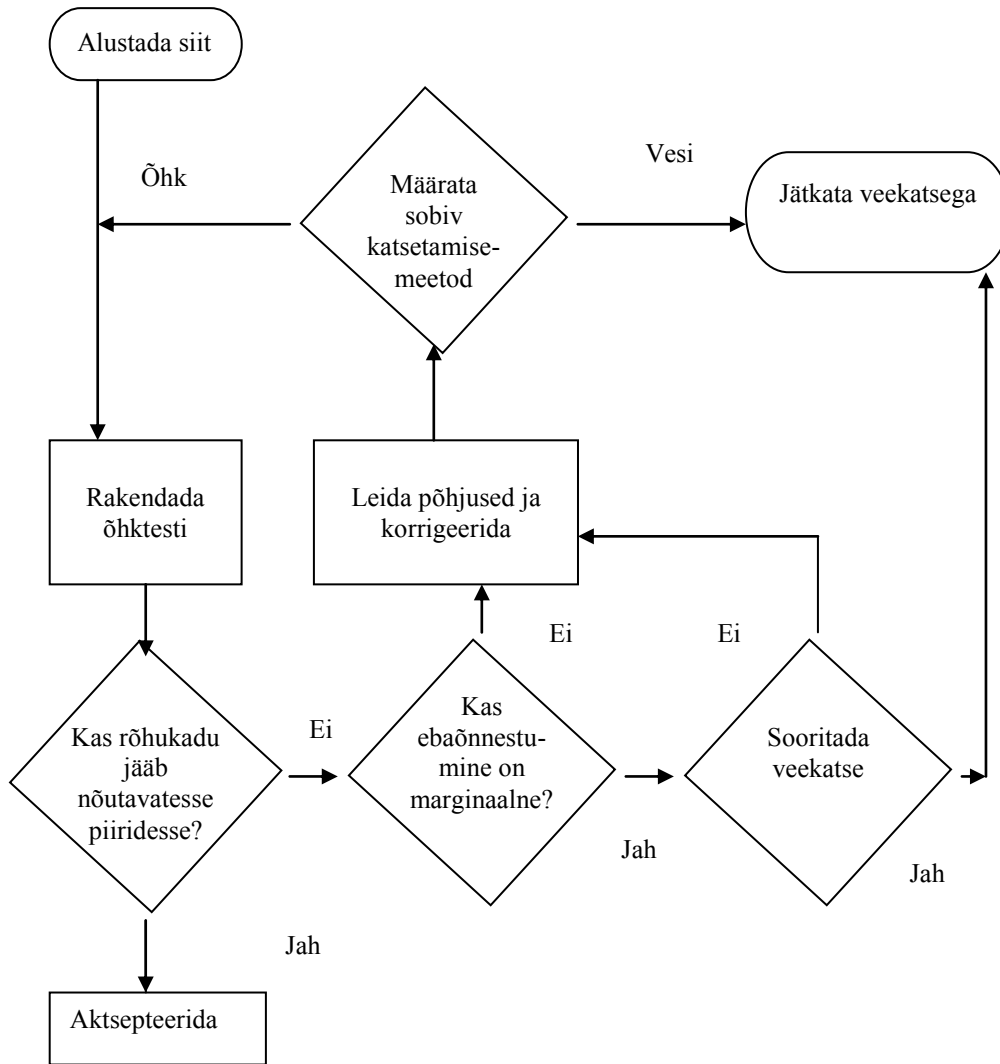 Alustada siit
Õhk
Vesi
Määrata
sobiv
katsetamise-
meetod
Jätkata veekatsega
Rakendada
õhktesti
Leida põhjused ja
korrigeerida
Ei
Ei
Kas rõhukadu
jääb
nõutavatesse
piiridesse?
Ei
Kas
ebaõnnestu-
mine on
marginaalne?
Sooritada
veekatse
Jah
Jah
Jah
Aktsepteerida